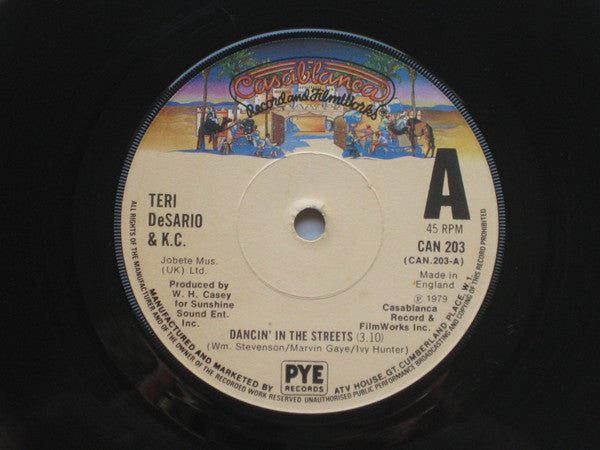 Casablanca
Record and FilmWorks
TERI
DeSARIO
& K.C.
Jobete Mus.
(UK) Ltd.
Produced by
W. H. Casey
for Sunshine
Sound Ent.
Inc.
A
45 RPM
CAN 203
(CAN.203-A)
Made in
England
℗ 1979
Casablanca
Record &
FilmWorks Inc.
DANCIN' IN THE STREETS (3.10)
(Wm. Stevenson/Marvin Gaye/Ivy Hunter)
PYE
RECORDS
MANUFACTURED AND MARKETED BY
ATV HOUSE, GT. CUMBERLAND PLACE, W.1.
ALL RIGHTS OF THE MANUFACTURER AND OF THE OWNER OF THE RECORDED WORK RESERVED UNAUTHORISED PUBLIC PERFORMANCE BROADCASTING AND COPYING OF THIS RECORD PROHIBITED